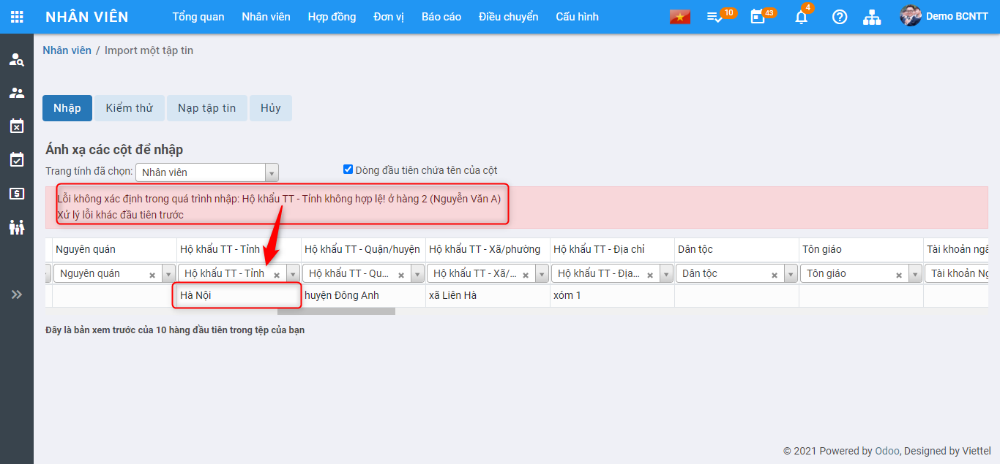 NHÂN VIÊN Tổng quan Nhân viên Hợp đồng Đơn vị Báo cáo Điều chuyển Cấu hình 10 43 4 Demo BCNTT
Nhân viên / Import một tập tin
Nhập Kiểm thử Nạp tập tin Hủy
Ánh xạ các cột để nhập
Trang tính đã chọn: Nhân viên Dòng đầu tiên chứa tên của cột
Lỗi không xác định trong quá trình nhập: Hộ khẩu TT - Tỉnh không hợp lệ! ở hàng 2 (Nguyễn Văn A)
Xử lý lỗi khác đầu tiên trước
Nguyên quán Hộ khẩu TT - Tỉnh Hộ khẩu TT - Quận/huyện Hộ khẩu TT - Xã/phường Hộ khẩu TT - Địa chỉ Dân tộc Tôn giáo Tài khoản ngâ
Nguyên quán Hộ khẩu TT - Tỉnh Hộ khẩu TT - Qu... Hộ khẩu TT - Xã/... Hộ khẩu TT - Địa... Dân tộc Tôn giáo Tài khoản Ng
Hà Nội huyện Đông Anh xã Liên Hà xóm 1
Đây là bản xem trước của 10 hàng đầu tiên trong tệp của bạn
© 2021 Powered by Odoo, Designed by Viettel